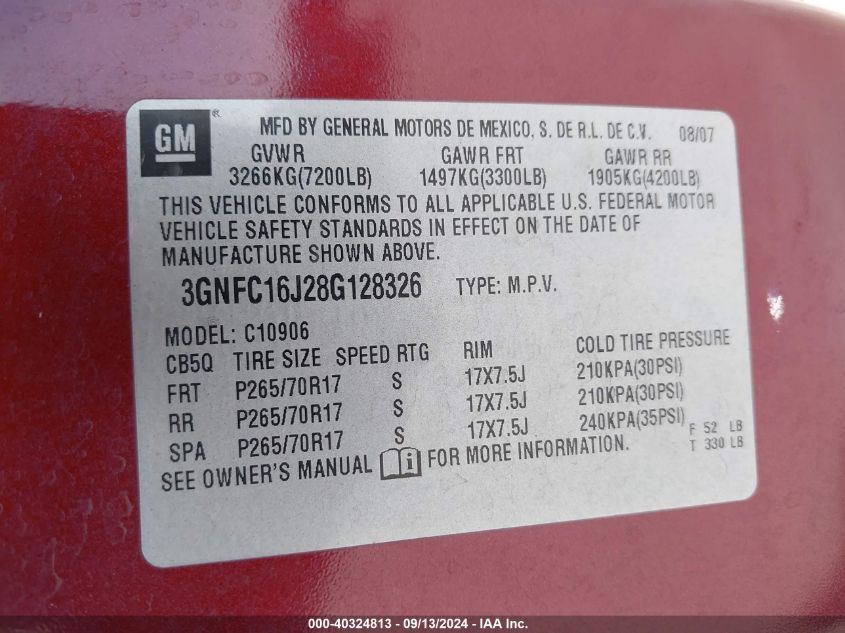 GM ®
MFD BY GENERAL MOTORS DE MEXICO, S. DE R.L. DE C.V. 08/07
GVWR GAWR FRT GAWR RR
3266KG(7200LB) 1497KG(3300LB) 1905KG(4200LB)
THIS VEHICLE CONFORMS TO ALL APPLICABLE U.S. FEDERAL MOTOR
VEHICLE SAFETY STANDARDS IN EFFECT ON THE DATE OF
MANUFACTURE SHOWN ABOVE.
3GNFC16J28G128326 TYPE: M.P.V.
MODEL: C10906
CB5Q TIRE SIZE SPEED RTG RIM COLD TIRE PRESSURE
FRT P265/70R17 S 17X7.5J 210KPA(30PSI)
RR P265/70R17 S 17X7.5J 210KPA(30PSI)
SPA P265/70R17 S 17X7.5J 240KPA(35PSI) F 52 LB
T 330 LB
SEE OWNER'S MANUAL i FOR MORE INFORMATION.
000-40324813 - 09/13/2024 - IAA Inc.